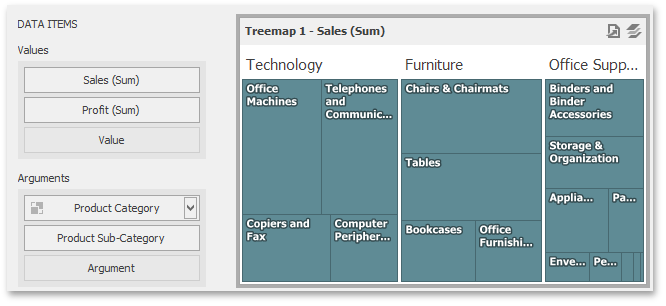 DATA ITEMS
Values
Sales (Sum)
Profit (Sum)
Value
Arguments
Product Category
Product Sub-Category
Argument
Treemap 1 - Sales (Sum)
Technology
Office
Machines
Telephones
and
Communic...
Copiers and
Fax
Computer
Peripher...
Furniture
Chairs & Chairmats
Tables
Bookcases
Office
Furnishi...
Office Supp...
Binders and
Binder
Accessories
Storage &
Organization
Applia...
Pa...
Enve...
Pe...